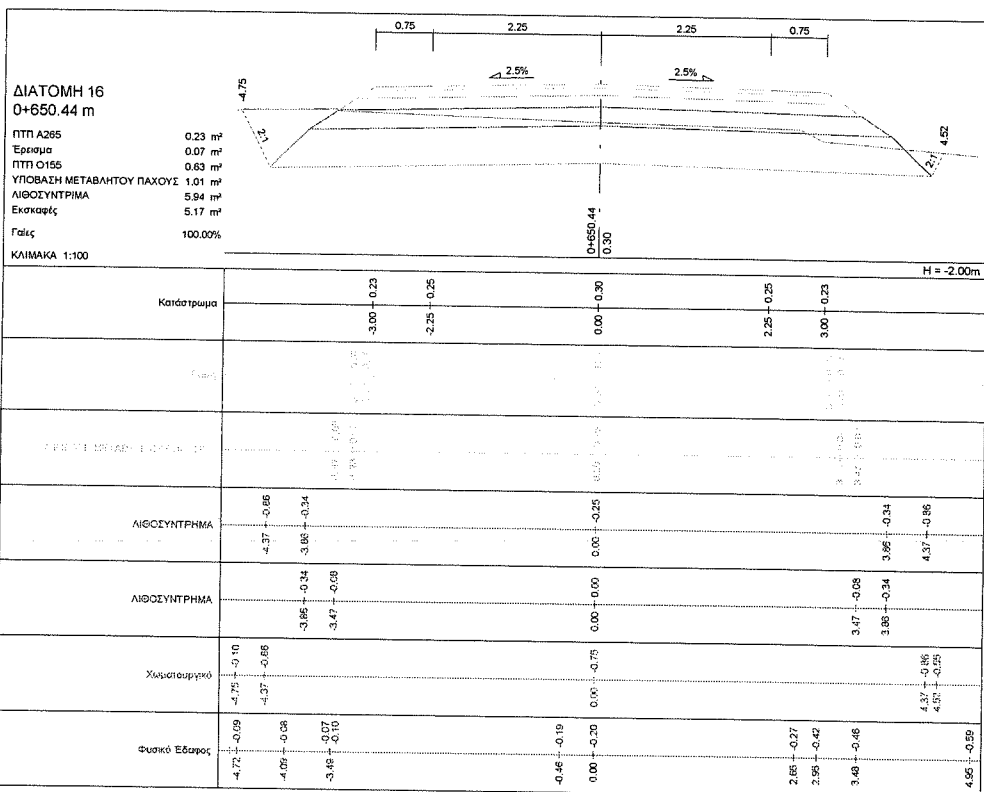 0.75 2.25 2.25 0.75
2.5% 2.5%
ΔΙΑΤΟΜΗ 16
0+650.44 m
-4.75
4.52
2:1
2:1
ΠΤΠ Α265 0.23 m²
Έρεισμα 0.07 m²
ΠΤΠ Ο155 0.63 m²
ΥΠΟΒΑΣΗ ΜΕΤΑΒΛΗΤΟΥ ΠΑΧΟΥΣ 1.01 m²
ΛΙΘΟΣΥΝΤΡΙΜΑ 5.94 m²
Εκσκαφές 5.17 m²
Γαίες 100.00%
ΚΛΙΜΑΚΑ 1:100
0+650.44
0.30
H = -2.00m
Κατάστρωμα
0.23 0.25 0.30 0.25 0.23
-3.00 -2.25 0.00 2.25 3.00
ΛΙΘΟΣΥΝΤΡΗΜΑ
-0.86 -0.34 -0.25 -0.34 -0.86
-4.37 -3.86 0.00 3.86 4.37
ΛΙΘΟΣΥΝΤΡΗΜΑ
-0.34 -0.08 0.00 -0.08 -0.34
-3.86 -3.47 0.00 3.47 3.86
Χωματουργικό
-0.10 -0.86 -0.75 -0.86
-4.75 -4.37 0.00 4.37 4.52
Φυσικό Έδαφος
-0.09 -0.08 -0.07 -0.10 -0.19 -0.20 -0.27 -0.42 -0.46 -0.59
-4.72 -4.09 -3.49 -0.46 0.00 2.65 2.95 3.48 4.95